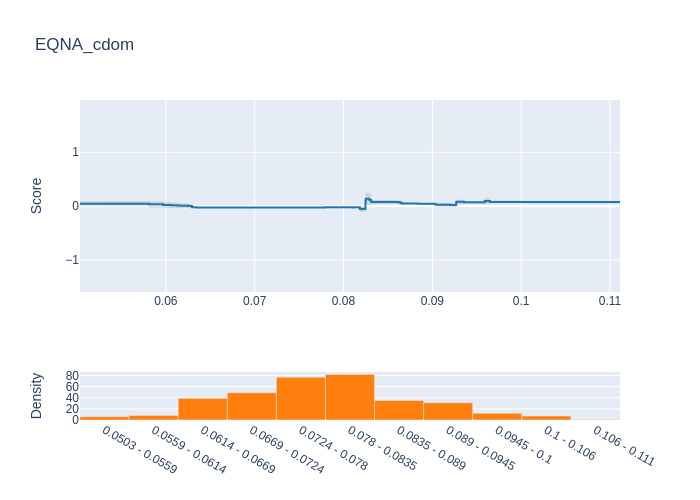 EQNA_cdom
Score
1
0
−1
0.06 0.07 0.08 0.09 0.1 0.11
Density
80
60
40
20
0
0.0503 - 0.0559
0.0559 - 0.0614
0.0614 - 0.0669
0.0669 - 0.0724
0.0724 - 0.078
0.078 - 0.0835
0.0835 - 0.089
0.089 - 0.0945
0.0945 - 0.1
0.1 - 0.106
0.106 - 0.111